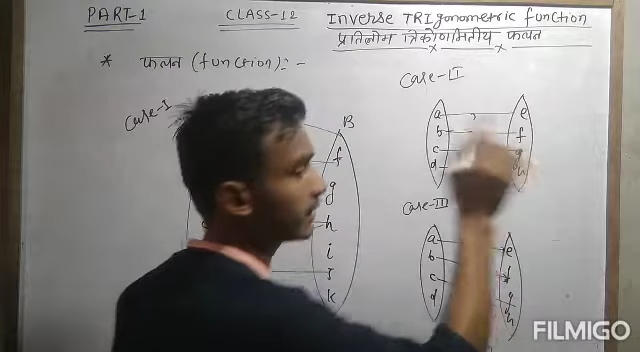 PART-1 CLASS-12 Inverse TRIgonometric function
प्रतिलोम त्रिकोणमितीय फलन
* फलन (function):-
Case-I
Case-II
B
f
g
h
i
j
k
a e
b f
c g
d h
Case-III
a e
b f
c g
d h
FILMIGO